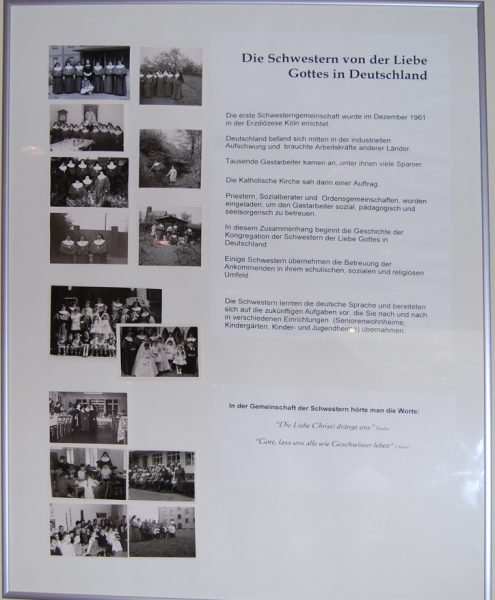 Die Schwestern von der Liebe
Gottes in Deutschland
Die erste Schwesterngemeinschaft wurde im Dezember 1961
in der Erzdiözese Köln errichtet.
Deutschland befand sich mitten in der industriellen
Aufschwung und brauchte Arbeitskräfte anderer Länder.
Tausende Gastarbeiter kamen an, unter ihnen viele Spanier.
Die Katholische Kirche sah darin einer Auftrag.
Priestern, Sozialberater und Ordensgemeinschaften, wurden
eingeladen, um den Gastarbeiter sozial, pädagogisch und
seelsorgerisch zu betreuen.
In diesem Zusammenhang beginnt die Geschichte der
Kongregation der Schwestern der Liebe Gottes in
Deutschland.
Einige Schwestern übernehmen die Betreuung der
Ankommenden in ihrem schulischen, sozialen und religiösen
Umfeld.
Die Schwestern lernten die deutsche Sprache und bereiteten
sich auf die zukünftigen Aufgaben vor, die Sie nach und nach
in verschiedenen Einrichtungen (Seniorenwohnheime,
Kindergärten, Kinder- und Jugendheime) übernahmen.
In der Gemeinschaft der Schwestern hörte man die Worte:
"Die Liebe Christi dränge uns" Paulus
"Gott, lass uns alle wie Geschwister leben"